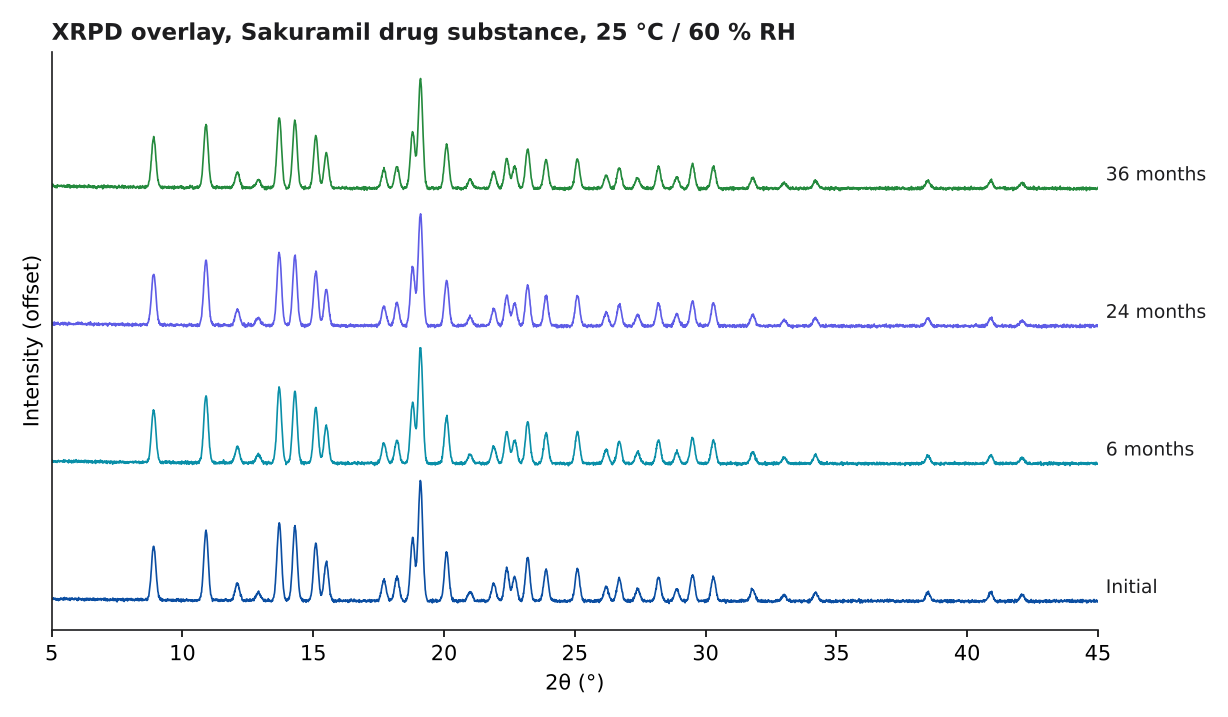 XRPD overlay, Sakuramil drug substance, 25 °C / 60 % RH
Intensity (offset)
36 months
24 months
6 months
Initial
5 10 15 20 25 30 35 40 45
2θ (°)